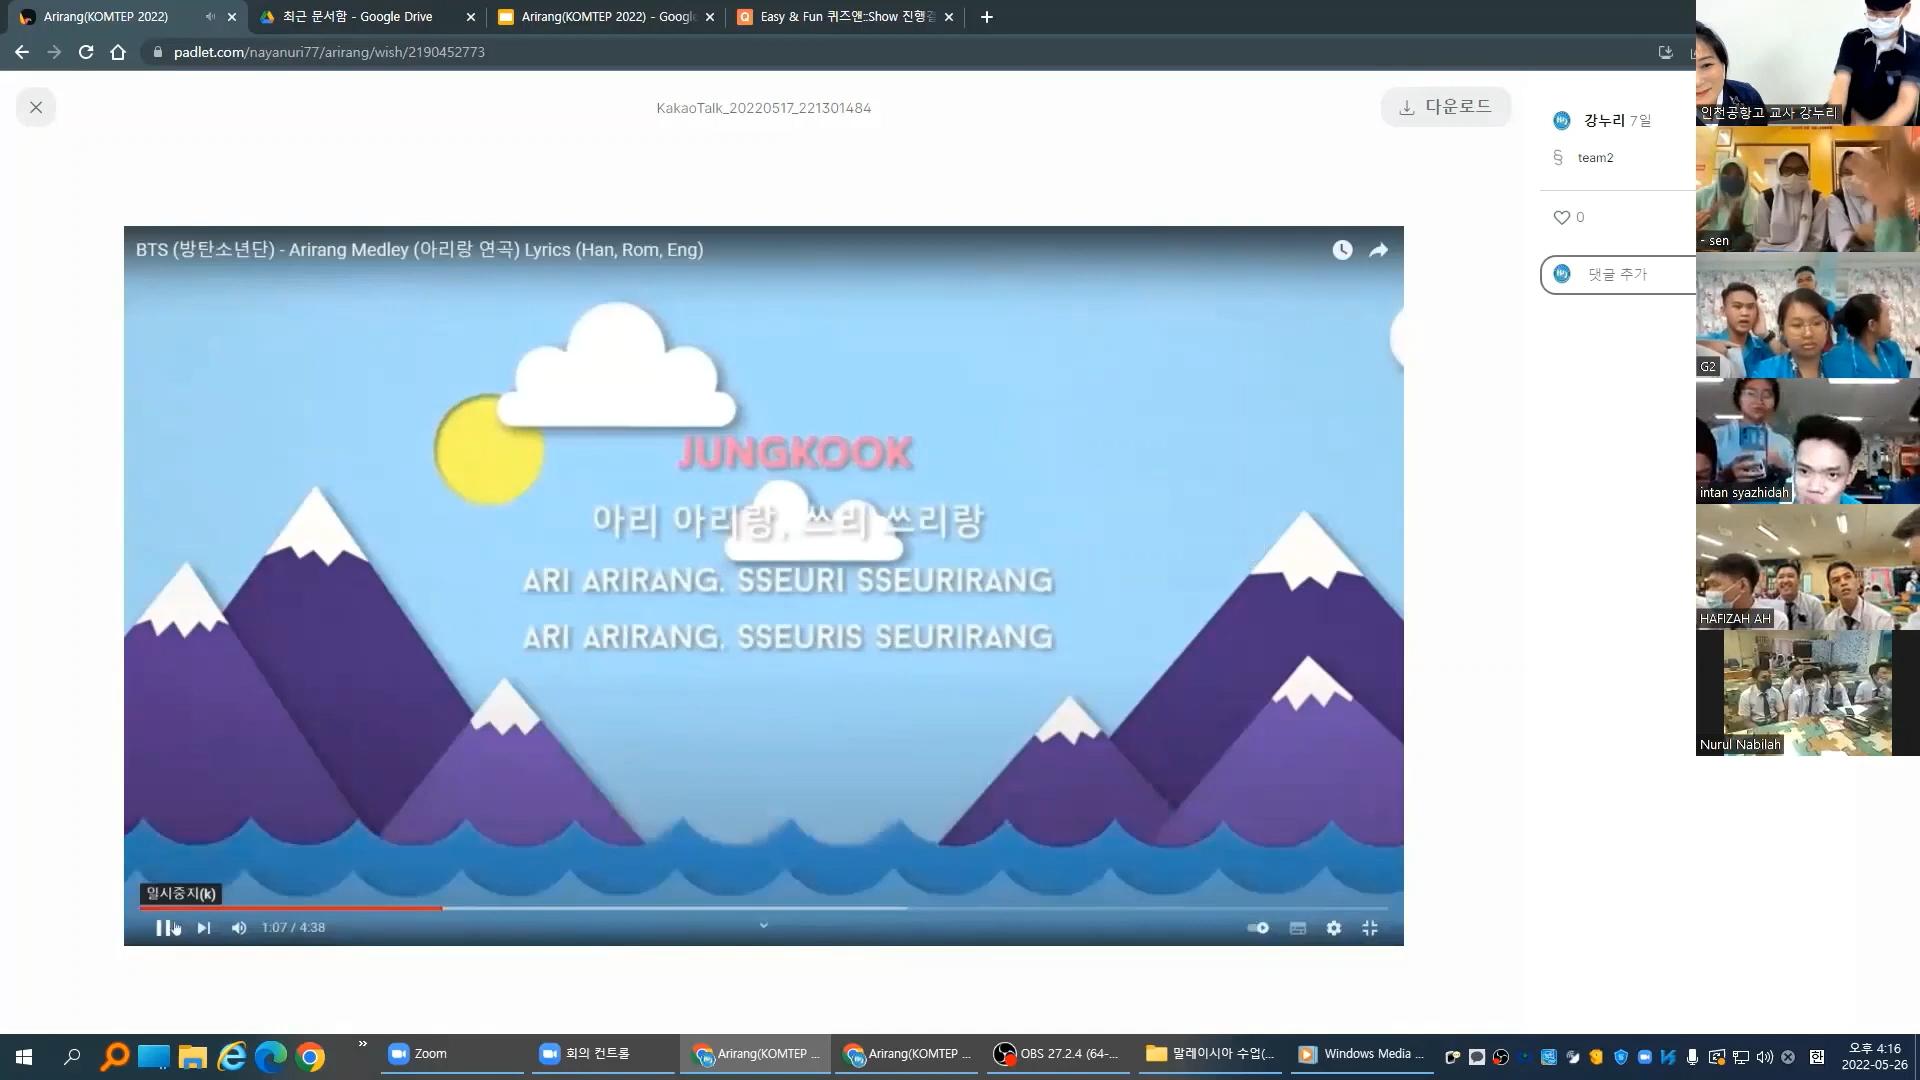 Arirang(KOMTEP 2022)
최근 문서함 - Google Drive
Arirang(KOMTEP 2022) - Google
Easy & Fun 퀴즈앤::Show 진행
padlet.com/nayanuri77/arirang/wish/2190452773
KakaoTalk_20220517_221301484
다운로드
강누리 7일
team2
0
댓글 추가
BTS (방탄소년단) - Arirang Medley (아리랑 연곡) Lyrics (Han, Rom, Eng)
JUNGKOOK
아리 아리랑, 쓰리 쓰리랑
ARI ARIRANG, SSEURI SSEURIRANG
ARI ARIRANG, SSEURIS SEURIRANG
일시중지(k)
1:07 / 4:38
인천공항고 교사 강누리
- sen
G2
intan syazhidah
HAFIZAH AH
Nurul Nabilah
Zoom
회의 컨트롤
Arirang(KOMTEP ...
Arirang(KOMTEP ...
OBS 27.2.4 (64-...
말레이시아 수업(...
Windows Media ...
한
오후 4:16
2022-05-26